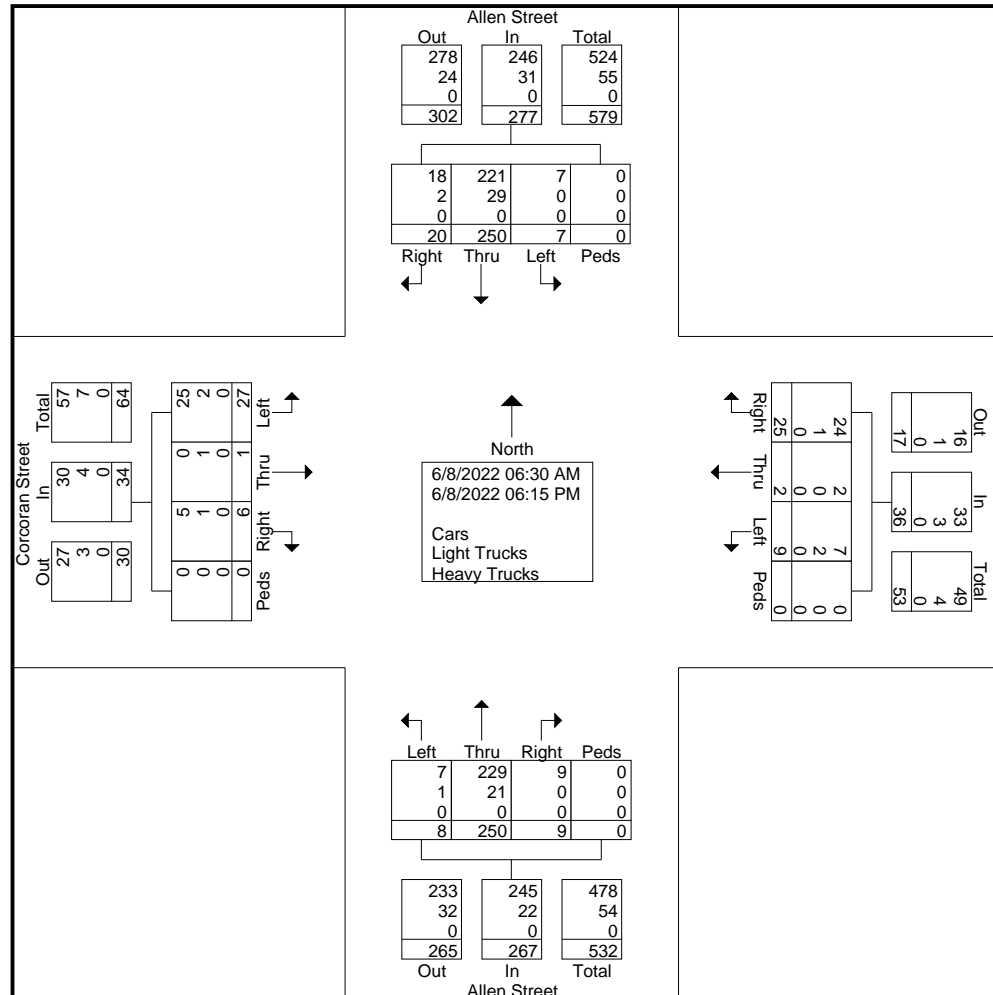 Allen Street
Out In Total
278 246 524
24 31 55
0 0 0
302 277 579
18 221 7 0
2 29 0 0
0 0 0 0
20 250 7 0
Right Thru Left Peds
Corcoran Street
Total
57
7
0
64
In
30
4
0
34
Out
27
3
0
30
25
2
0
27
Left
0
1
0
1
Thru
5
1
0
6
Right
0
0
0
0
Peds
North
6/8/2022 06:30 AM
6/8/2022 06:15 PM
Cars
Light Trucks
Heavy Trucks
Right
24
1
0
25
Thru
2
0
0
2
Left
7
2
0
9
Peds
0
0
0
0
Out
16
1
0
17
In
33
3
0
36
Total
49
4
0
53
Left Thru Right Peds
7 229 9 0
1 21 0 0
0 0 0 0
8 250 9 0
233 245 478
32 22 54
0 0 0
265 267 532
Out In Total
Allen Street